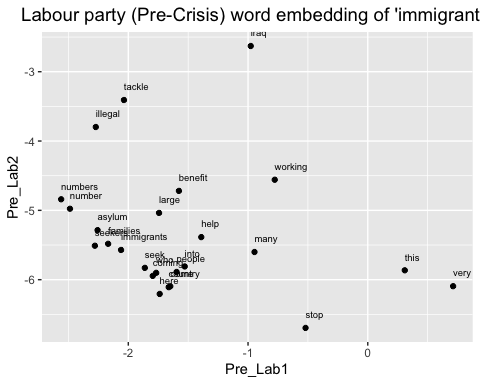 Labour party (Pre-Crisis) word embedding of 'immigrant
iraq
tackle
illegal
working
benefit
numbers
number
large
asylum
families
seekers
immigrants
help
many
into
seek
who
people
coming
country
here
this
very
stop
-3
-4
-5
-6
Pre_Lab2
-2
-1
0
Pre_Lab1